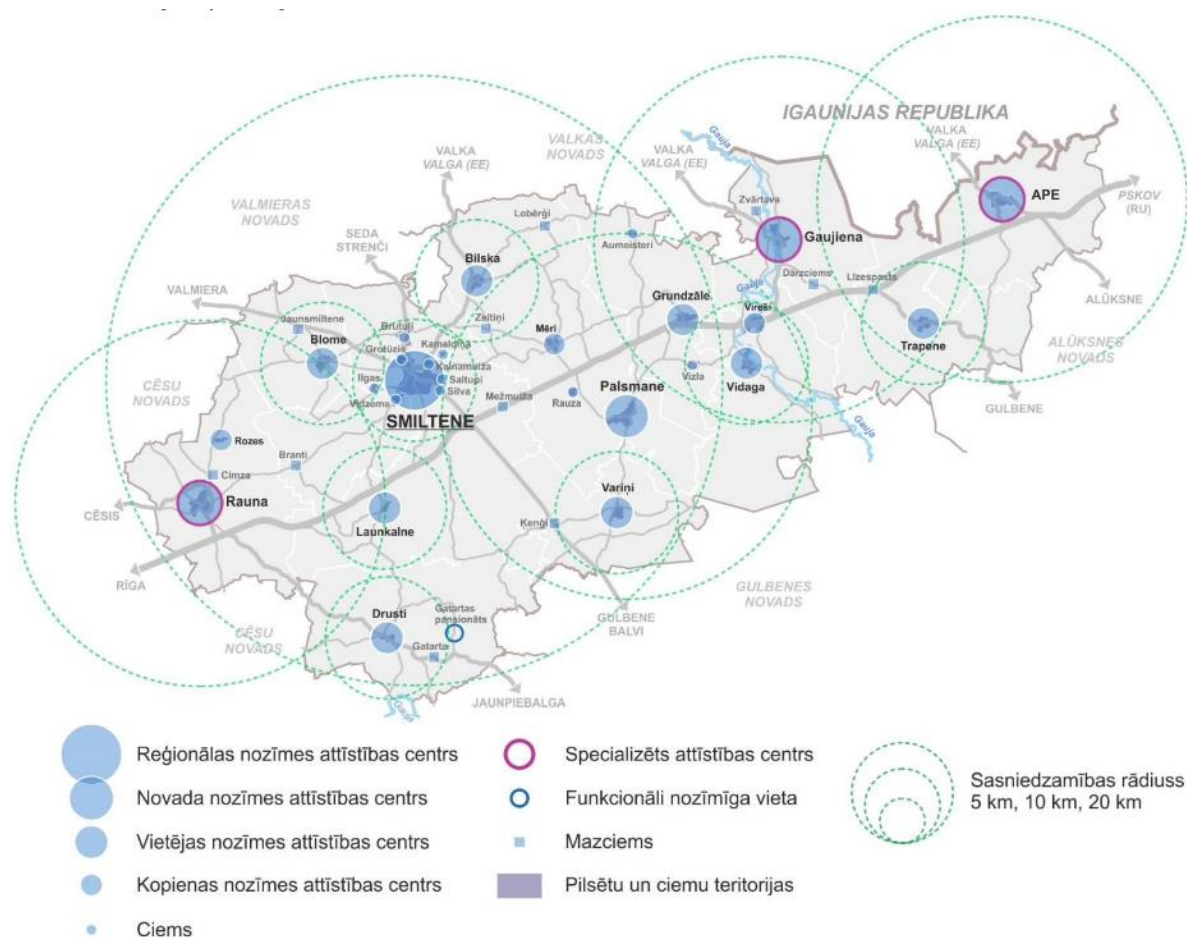 IGAUNIJAS REPUBLIKA
VALKA
VALGA (EE)
VALKAS
NOVADS
VALKA
VALGA (EE)
VALKA
VALGA (EE)
Gauja
APE
PSKOV
(RU)
VALMIERAS
NOVADS
Lobērģi
Zvārtava
Aumeisteri
Gaujiena
SEDA
STRENČI
Bilska
Gauja
Dārzciems
Līzespasts
ALŪKSNE
VALMIERA
Grundzāle
Vireši
Jaunsmiltene
Brutuļi
Zeltiņi
Mēri
Trapene
ALŪKSNES
NOVADS
Blome
Grotūzis
Kamaldiņa
Kalnamuiža
Vizla
Vidaga
CĒSU
NOVADS
Ilgas
Saltupi
Silva
Vidzeme
Mežmuiža
Rauza
Palsmane
GULBENE
SMILTENE
Gauja
Rozes
Branti
Cimza
Rauna
Variņi
CĒSIS
Launkalne
Ķeņģi
RĪGA
GULBENES
NOVADS
CĒSU
NOVADS
Drusti
Gatartas
pansionāts
GULBENE
BALVI
Gatarta
JAUNPIEBALGA
Gauja
Reģionālas nozīmes attīstības centrs
Novada nozīmes attīstības centrs
Vietējas nozīmes attīstības centrs
Kopienas nozīmes attīstības centrs
Ciems
Specializēts attīstības centrs
Funkcionāli nozīmīga vieta
Mazciems
Pilsētu un ciemu teritorijas
Sasniedzamības rādiuss
5 km, 10 km, 20 km